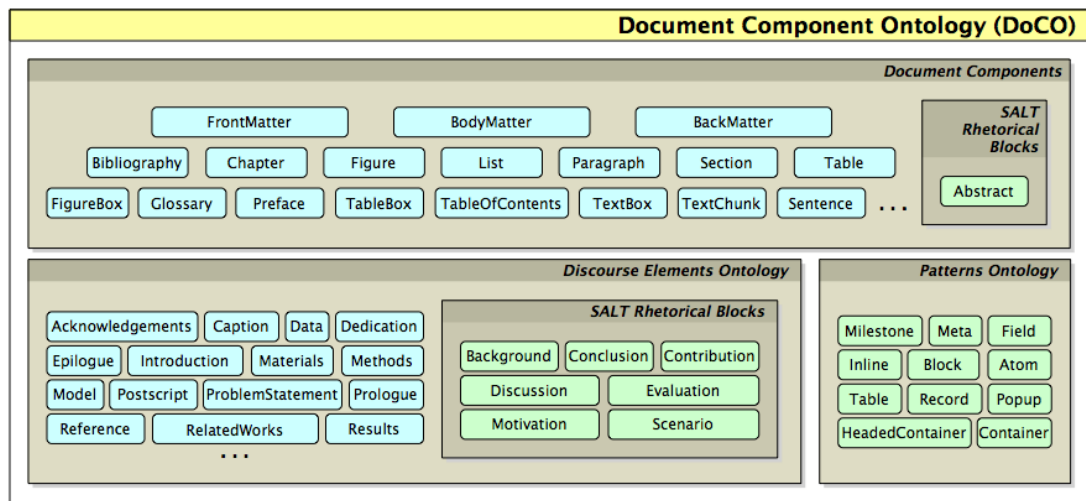 Document Component Ontology (DoCO)
Document Components
FrontMatter BodyMatter BackMatter
Bibliography Chapter Figure List Paragraph Section Table
FigureBox Glossary Preface TableBox TableOfContents TextBox TextChunk Sentence ...
SALT
Rhetorical
Blocks
Abstract
Discourse Elements Ontology
Acknowledgements Caption Data Dedication
Epilogue Introduction Materials Methods
Model Postscript ProblemStatement Prologue
Reference RelatedWorks Results
...
SALT Rhetorical Blocks
Background Conclusion Contribution
Discussion Evaluation
Motivation Scenario
Patterns Ontology
Milestone Meta Field
Inline Block Atom
Table Record Popup
HeadedContainer Container